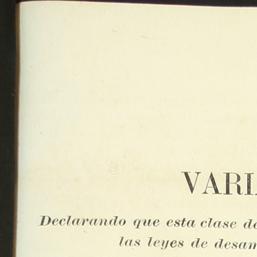 VARI
Declarando que esta clase de
las leyes de desam